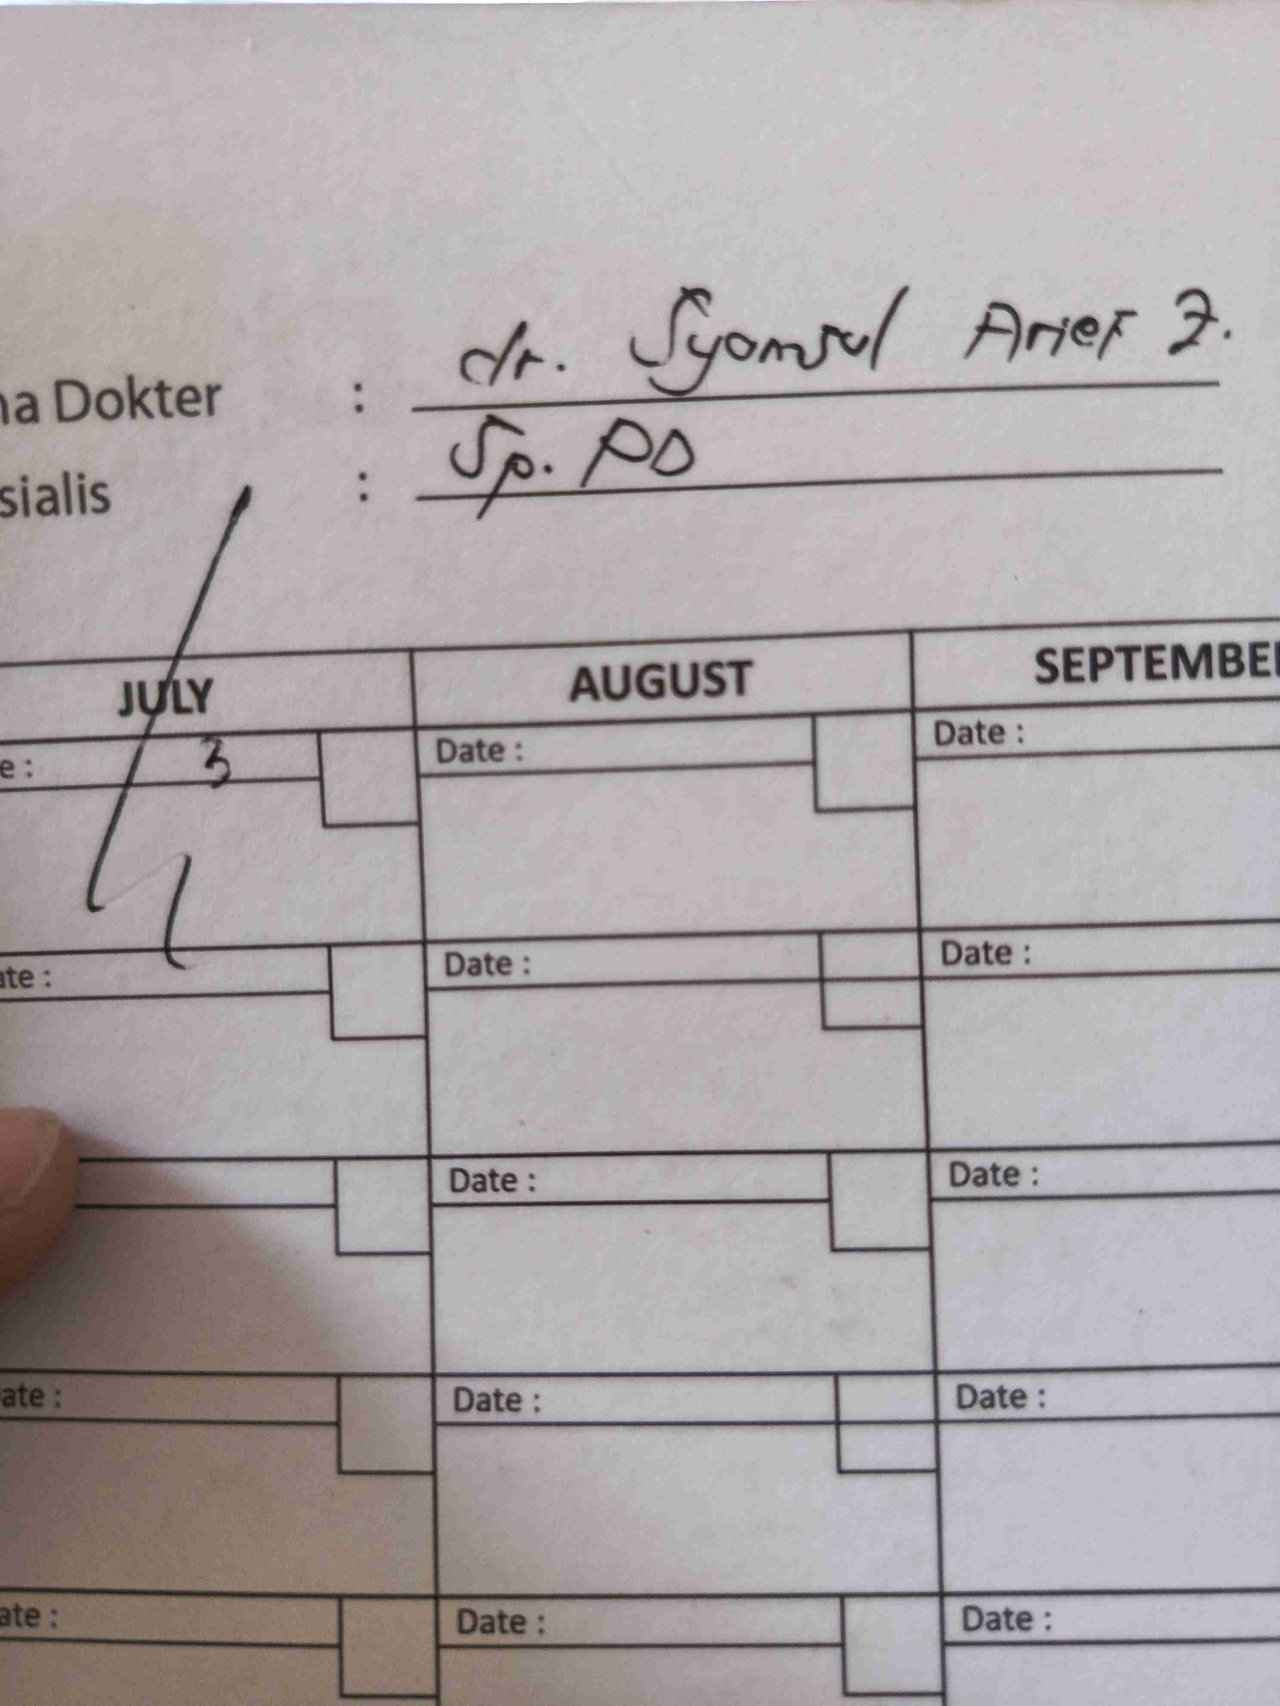 na Dokter : dr. Syamsul Arief Z.
sialis : Sp. PD
JULY AUGUST SEPTEMBE
e : 3 Date : Date :
ate : Date : Date :
Date : Date :
ate : Date : Date :
ate : Date : Date :